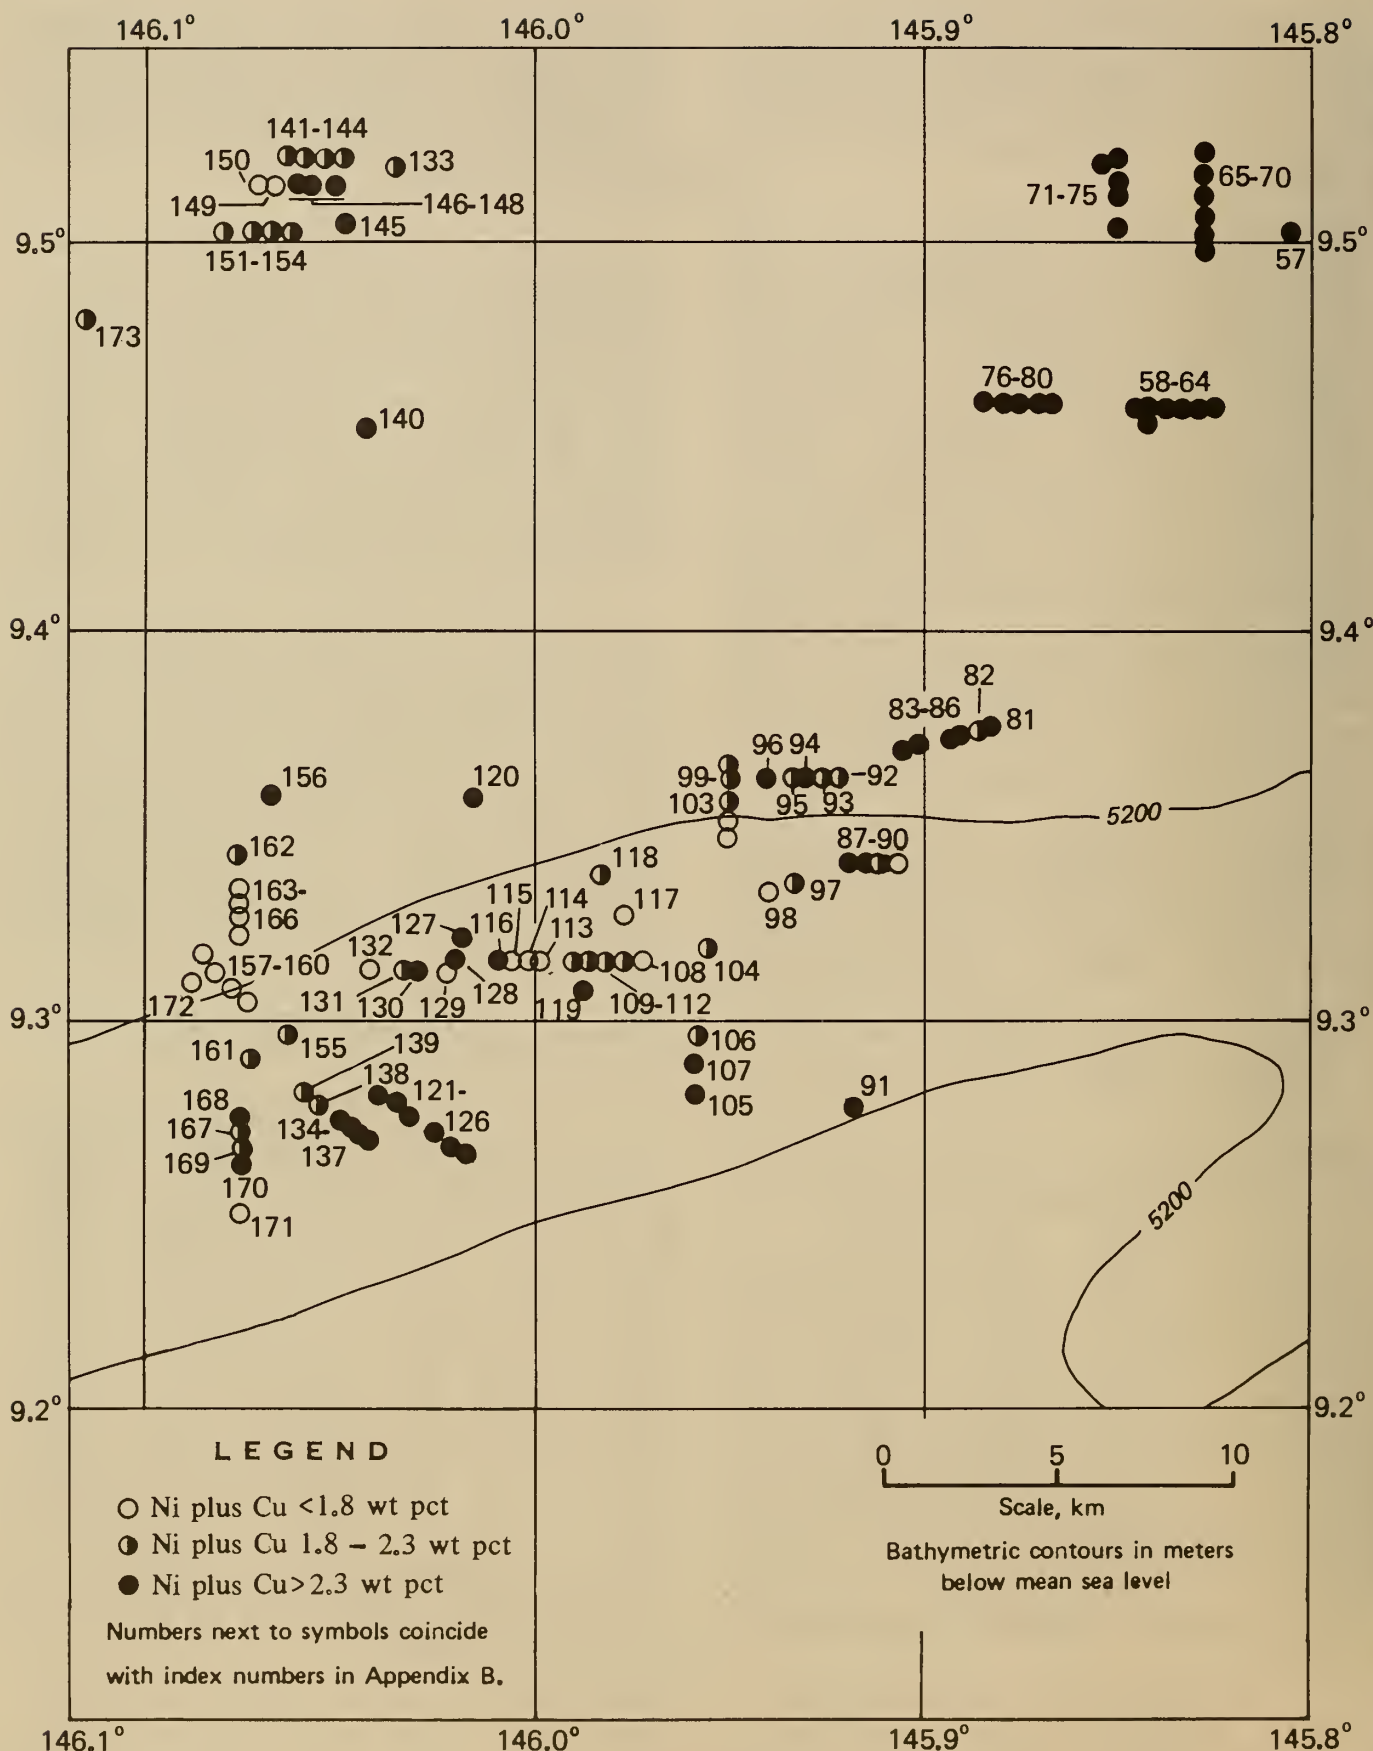 146.1° 146.0° 145.9° 145.8°
141-144
150 133
149 146-148
145
151-154
71-75 65-70
57
9.5° 9.5°
173
76-80 58-64
140
9.4° 9.4°
82
83-86 81
96 94
99- -92
103 95 93
156 120
5200
87-90
162 118
97
163- 115 114 117 98
166
127 116 113
132
157-160 108 104
128
172 131 130 129 119 109-112
9.3° 9.3°
155 139 106
161 138 107
121- 91
168 105
167 134- 126
169 137
170
171
5200
9.2° 9.2°
LEGEND
Ni plus Cu <1.8 wt pct
Ni plus Cu 1.8 – 2.3 wt pct
Ni plus Cu>2.3 wt pct
Numbers next to symbols coincide
with index numbers in Appendix B.
0 5 10
Scale, km
Bathymetric contours in meters
below mean sea level
146.1° 146.0° 145.9° 145.8°